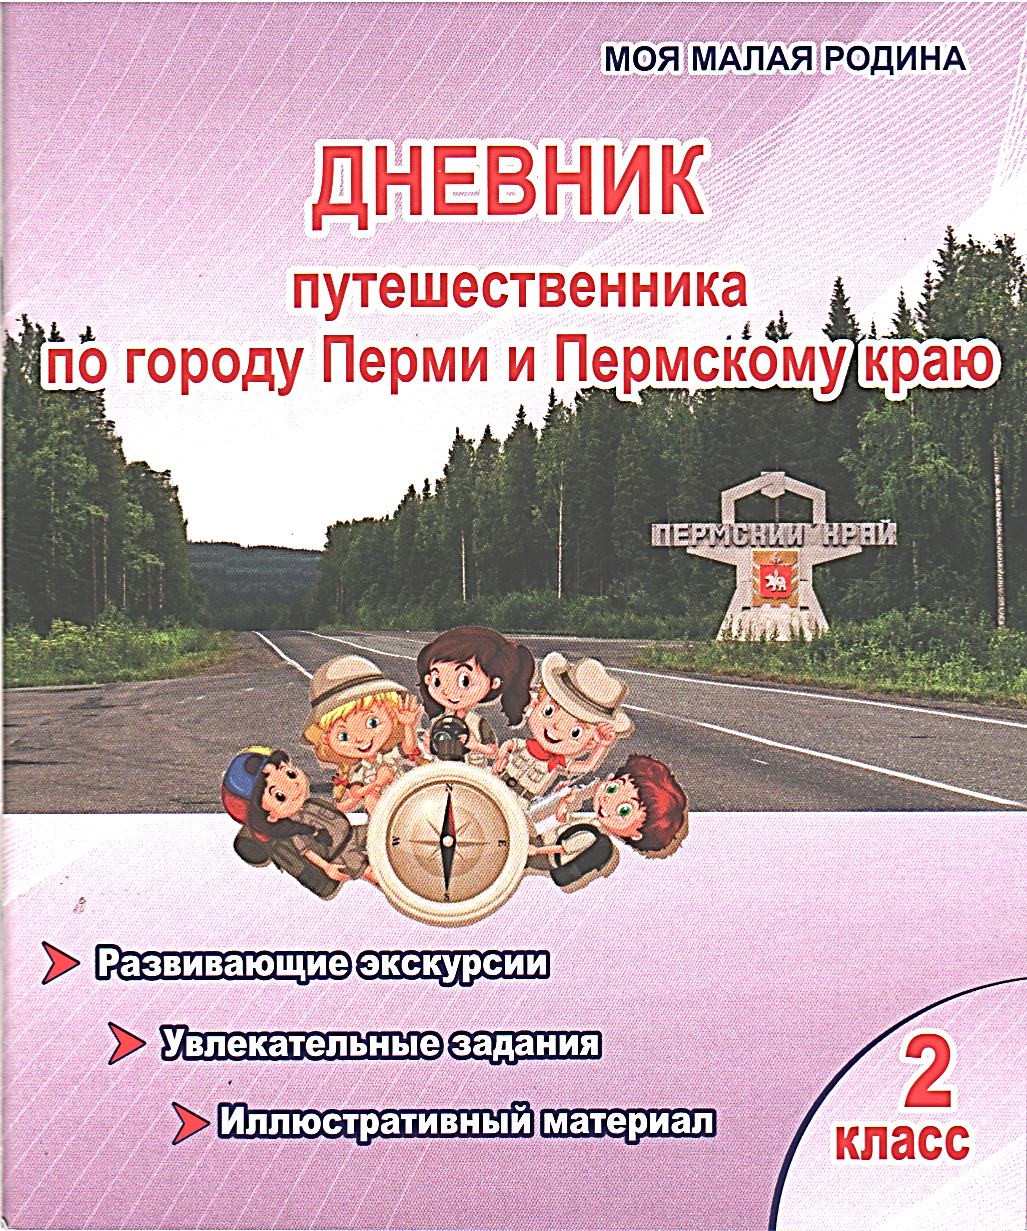 МОЯ МАЛАЯ РОДИНА
ДНЕВНИК
путешественника
по городу Перми и Пермскому краю
ПЕРМСКИЙ КРАЙ
N
W
E
S
Развивающие экскурсии
Увлекательные задания
Иллюстративный материал
2
класс